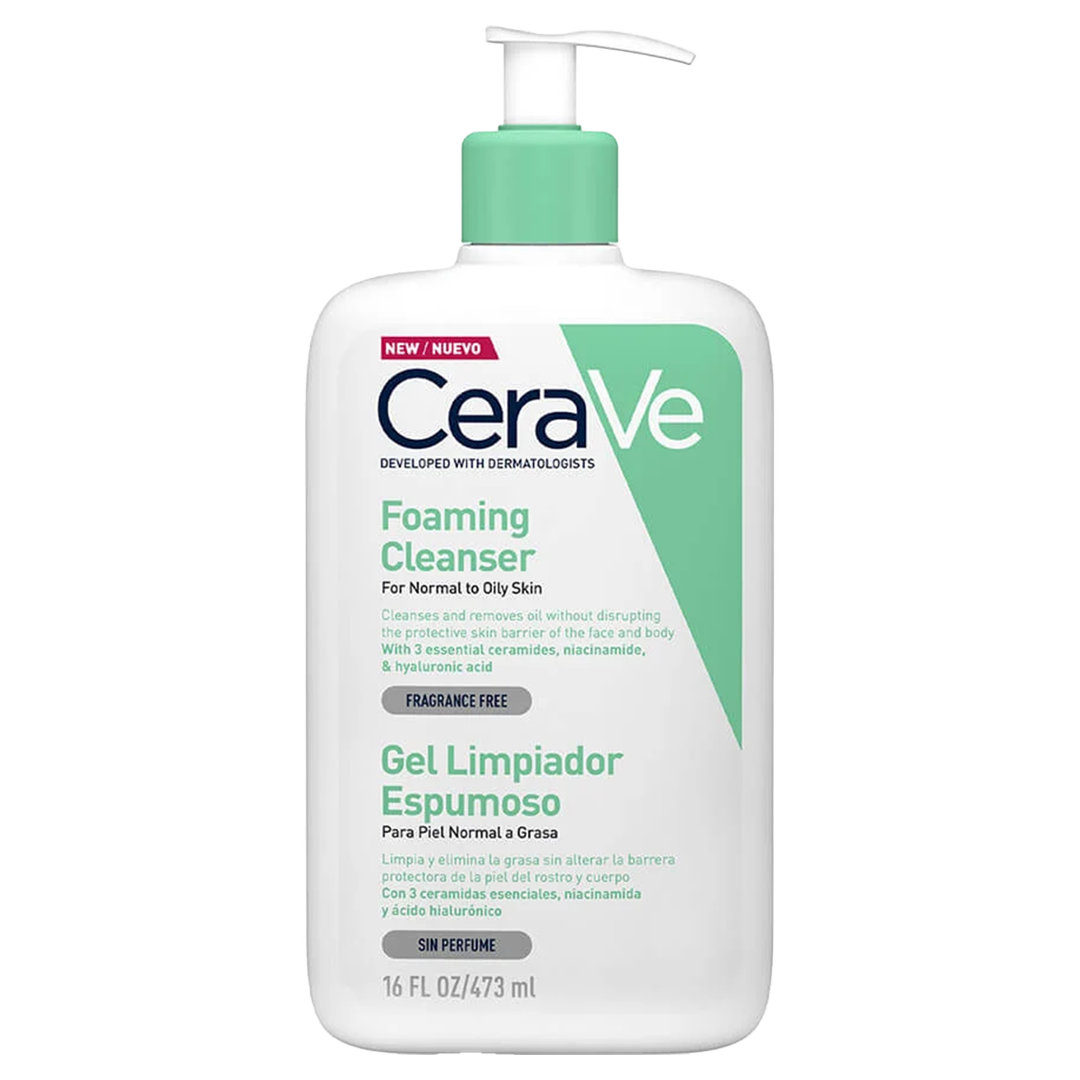 NEW / NUEVO
CeraVe
DEVELOPED WITH DERMATOLOGISTS
Foaming
Cleanser
For Normal to Oily Skin
Cleanses and removes oil without disrupting
the protective skin barrier of the face and body
With 3 essential ceramides, niacinamide,
& hyaluronic acid
FRAGRANCE FREE
Gel Limpiador
Espumoso
Para Piel Normal a Grasa
Limpia y elimina la grasa sin alterar la barrera
protectora de la piel del rostro y cuerpo
Con 3 ceramidas esenciales, niacinamida
y ácido hialurónico
SIN PERFUME
16 FL OZ/473 ml